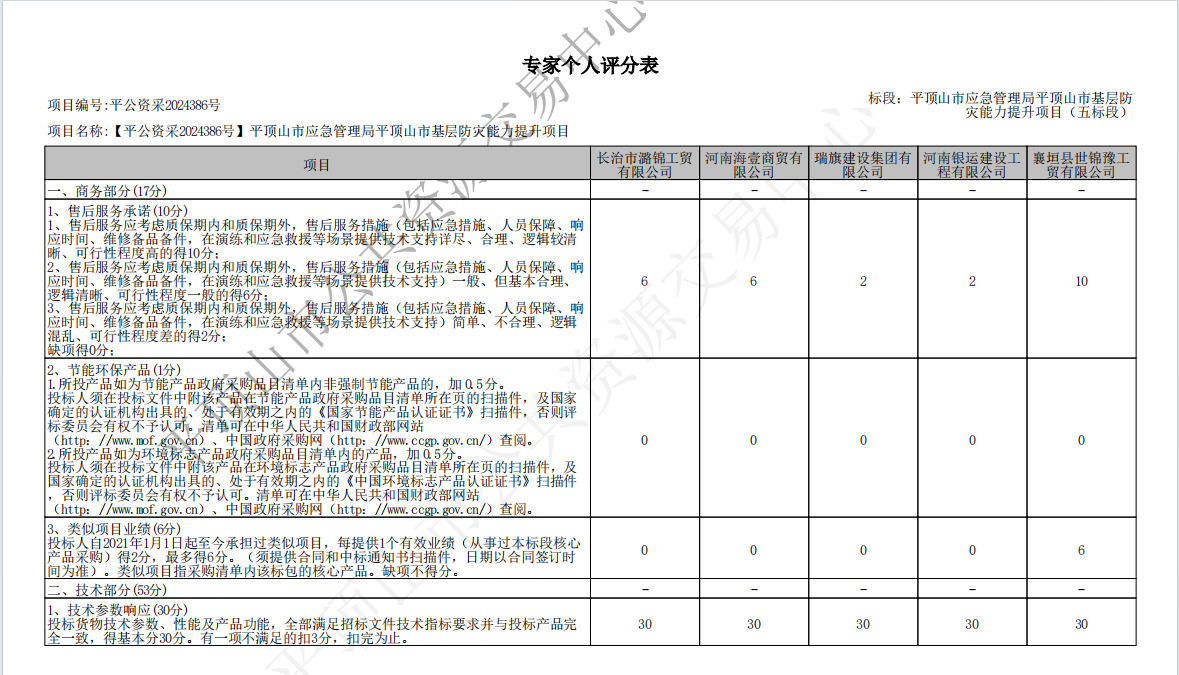 专家个人评分表
项目编号:平公资采2024386号
标段：平顶山市应急管理局平顶山市基层防
灾能力提升项目（五标段）
项目名称:【平公资采2024386号】平顶山市应急管理局平顶山市基层防灾能力提升项目
项目
长治市潞锦工贸
有限公司
河南海壹商贸有
限公司
瑞旗建设集团有
限公司
河南银运建设工
程有限公司
襄垣县世锦豫工
贸有限公司
一、商务部分(17分)
－ － － － －
1、售后服务承诺(10分)
1、售后服务应考虑质保期内和质保期外，售后服务措施（包括应急措施、人员保障、响
应时间、维修备品备件，在演练和应急救援等场景提供技术支持详尽、合理、逻辑较清
晰、可行性程度高的得10分；
2、售后服务应考虑质保期内和质保期外，售后服务措施（包括应急措施、人员保障、响
应时间、维修备品备件，在演练和应急救援等场景提供技术支持）一般、但基本合理、
逻辑清晰、可行性程度一般的得6分；
3、售后服务应考虑质保期内和质保期外，售后服务措施（包括应急措施、人员保障、响
应时间、维修备品备件，在演练和应急救援等场景提供技术支持）简单、不合理、逻辑
混乱、可行性程度差的得2分；
缺项得0分；
6 6 2 2 10
2、节能环保产品(1分)
1.所投产品如为节能产品政府采购品目清单内非强制节能产品的，加0.5分。
投标人须在投标文件中附该产品在节能产品政府采购品目清单所在页的扫描件，及国家
确定的认证机构出具的、处于有效期之内的《国家节能产品认证证书》扫描件，否则评
标委员会有权不予认可。清单可在中华人民共和国财政部网站
（http：//www.mof.gov.cn）、中国政府采购网（http：//www.ccgp.gov.cn/）查阅。
2.所投产品如为环境标志产品政府采购品目清单内的产品，加0.5分。
投标人须在投标文件中附该产品在环境标志产品政府采购品目清单所在页的扫描件，及
国家确定的认证机构出具的、处于有效期之内的《中国环境标志产品认证证书》扫描件
，否则评标委员会有权不予认可。清单可在中华人民共和国财政部网站
（http：//www.mof.gov.cn）、中国政府采购网（http：//www.ccgp.gov.cn/）查阅。
0 0 0 0 0
3、类似项目业绩(6分)
投标人自2021年1月1日起至今承担过类似项目，每提供1个有效业绩（从事过本标段核心
产品采购）得2分，最多得6分。（须提供合同和中标通知书扫描件，日期以合同签订时
间为准）。类似项目指采购清单内该标包的核心产品。缺项不得分。
0 0 0 0 6
二、技术部分(53分)
－ － － － －
1、技术参数响应(30分)
投标货物技术参数、性能及产品功能，全部满足招标文件技术指标要求并与投标产品完
全一致，得基本分30分。有一项不满足的扣3分，扣完为止。
30 30 30 30 30
平顶山市公共资源交易中心
平顶山市公共资源交易中心